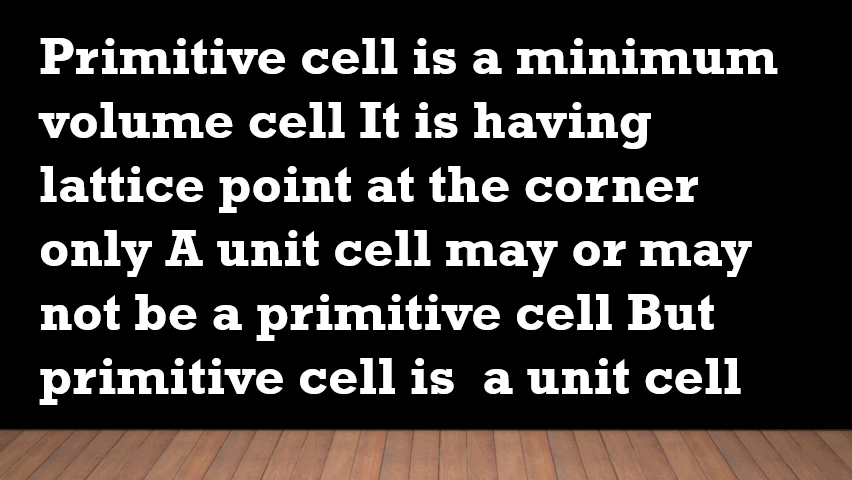 Primitive cell is a minimum
volume cell It is having
lattice point at the corner
only A unit cell may or may
not be a primitive cell But
primitive cell is  a unit cell